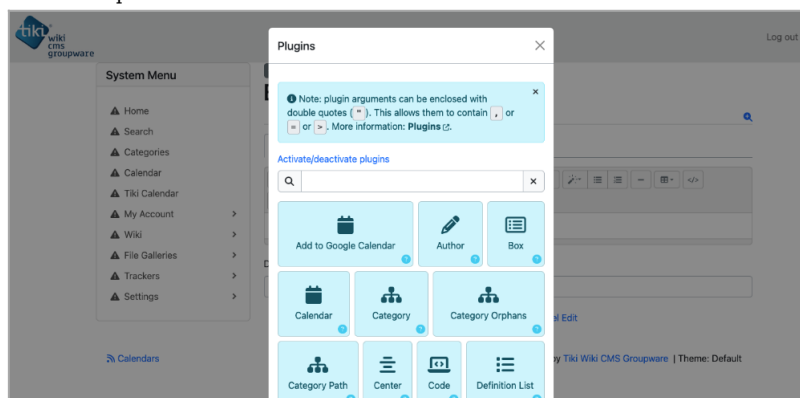 tiki wiki
cms
groupware
Log out
System Menu
Home
Search
Categories
Calendar
Tiki Calendar
My Account
Wiki
File Galleries
Trackers
Settings
Calendars
Plugins
Note: plugin arguments can be enclosed with
double quotes ( " ). This allows them to contain , or
= or > . More information: Plugins.
Activate/deactivate plugins
Add to Google Calendar
Author
Box
Calendar
Category
Category Orphans
Category Path
Center
Code
Definition List
el Edit
by Tiki Wiki CMS Groupware | Theme: Default